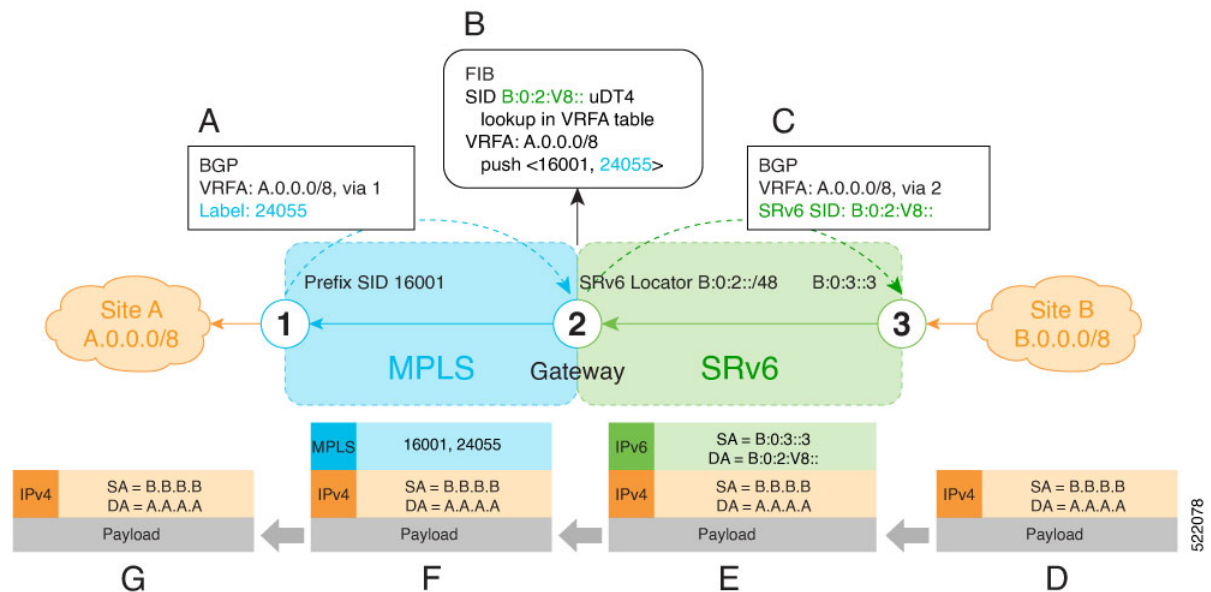 B
FIB
SID B:0:2:V8:: uDT4
lookup in VRFA table
VRFA: A.0.0.0/8
push <16001, 24055>
A
BGP
VRFA: A.0.0.0/8, via 1
Label: 24055
C
BGP
VRFA: A.0.0.0/8, via 2
SRv6 SID: B:0:2:V8::
Prefix SID 16001
SRv6 Locator B:0:2::/48
B:0:3::3
Site A
A.0.0.0/8
1
2
3
Site B
B.0.0.0/8
MPLS
Gateway
SRv6
IPv4
SA = B.B.B.B
DA = A.A.A.A
Payload
G
MPLS
16001, 24055
IPv4
SA = B.B.B.B
DA = A.A.A.A
Payload
F
IPv6
SA = B:0:3::3
DA = B:0:2:V8::
IPv4
SA = B.B.B.B
DA = A.A.A.A
Payload
E
IPv4
SA = B.B.B.B
DA = A.A.A.A
Payload
D
522078